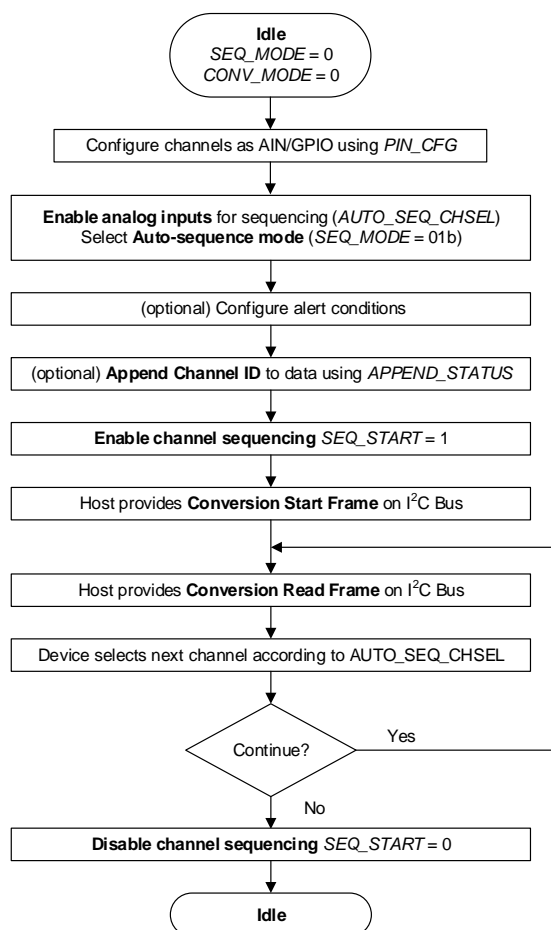 Idle
SEQ_MODE = 0
CONV_MODE = 0
Configure channels as AIN/GPIO using PIN_CFG
Enable analog inputs for sequencing (AUTO_SEQ_CHSEL)
Select Auto-sequence mode (SEQ_MODE = 01b)
(optional) Configure alert conditions
(optional) Append Channel ID to data using APPEND_STATUS
Enable channel sequencing SEQ_START = 1
Host provides Conversion Start Frame on I²C Bus
Host provides Conversion Read Frame on I²C Bus
Device selects next channel according to AUTO_SEQ_CHSEL
Continue?
Yes
No
Disable channel sequencing SEQ_START = 0
Idle